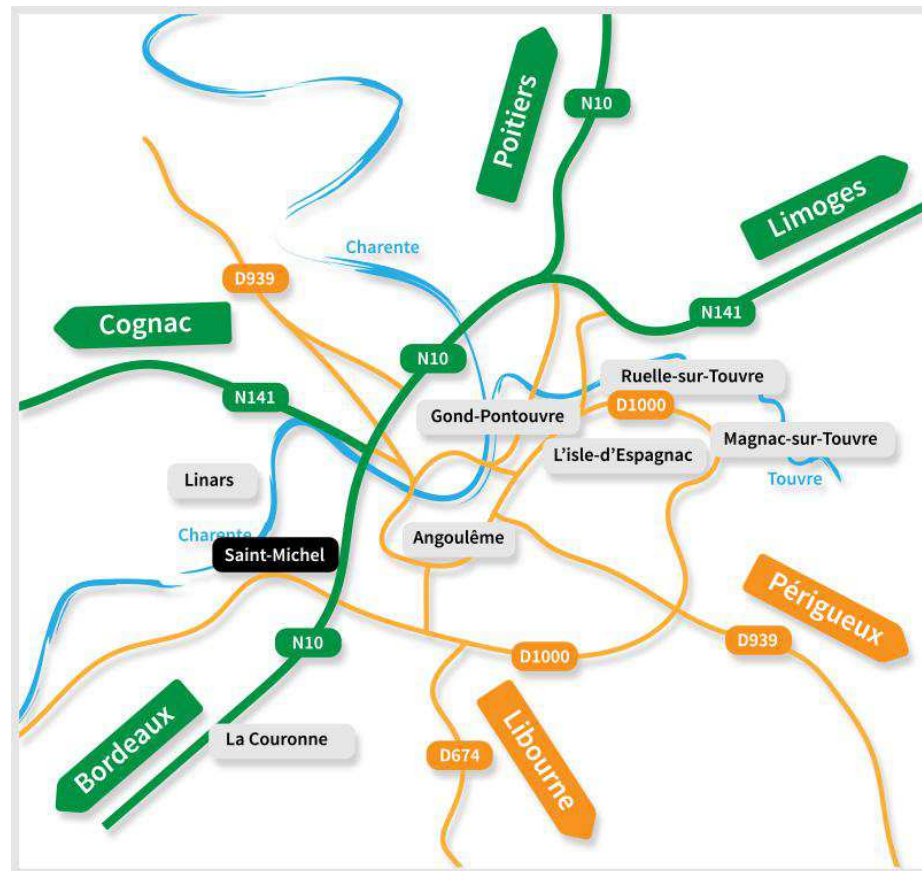 Poitiers
N10
Limoges
Charente
D939
N141
Cognac
N10
Ruelle-sur-Touvre
N141
D1000
Gond-Pontouvre
Magnac-sur-Touvre
L'isle-d'Espagnac
Linars
Touvre
Charente
Angoulême
Saint-Michel
Périgueux
N10
D939
D1000
Bordeaux
La Couronne
Libourne
D674